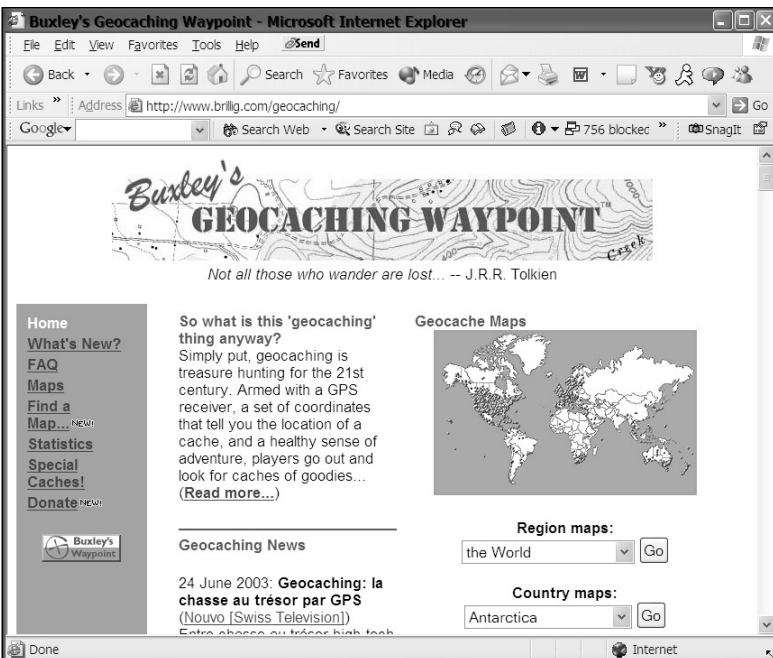 Buxley's Geocaching Waypoint - Microsoft Internet Explorer
File Edit View Favorites Tools Help Send
Back Search Favorites Media
Links » Address http://www.brillig.com/geocaching/ Go
Google Search Web Search Site 756 blocked » SnagIt
Buxley's
GEOCACHING WAYPOINT™
Creek
Not all those who wander are lost... -- J.R.R. Tolkien
Home
What's New?
FAQ
Maps
Find a
Map... NEW!
Statistics
Special
Caches!
Donate NEW!
Buxley's
Waypoint
So what is this 'geocaching'
thing anyway?
Simply put, geocaching is
treasure hunting for the 21st
century. Armed with a GPS
receiver, a set of coordinates
that tell you the location of a
cache, and a healthy sense of
adventure, players go out and
look for caches of goodies...
(Read more...)
Geocaching News
24 June 2003: Geocaching: la
chasse au trésor par GPS
(Nouvo [Swiss Television])
Entre chasse au trésor high-tech
Geocache Maps
Region maps:
the World Go
Country maps:
Antarctica Go
Done Internet